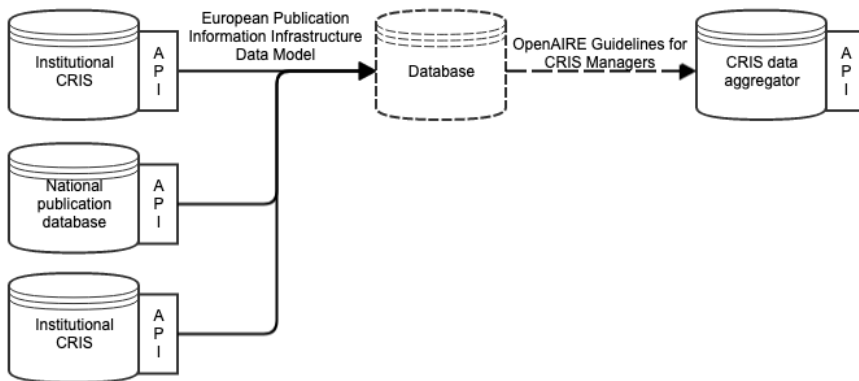 European Publication
Information Infrastructure
Data Model
Institutional
CRIS
A
P
I
Database
OpenAIRE Guidelines for
CRIS Managers
CRIS data
aggregator
A
P
I
National
publication
database
A
P
I
Institutional
CRIS
A
P
I